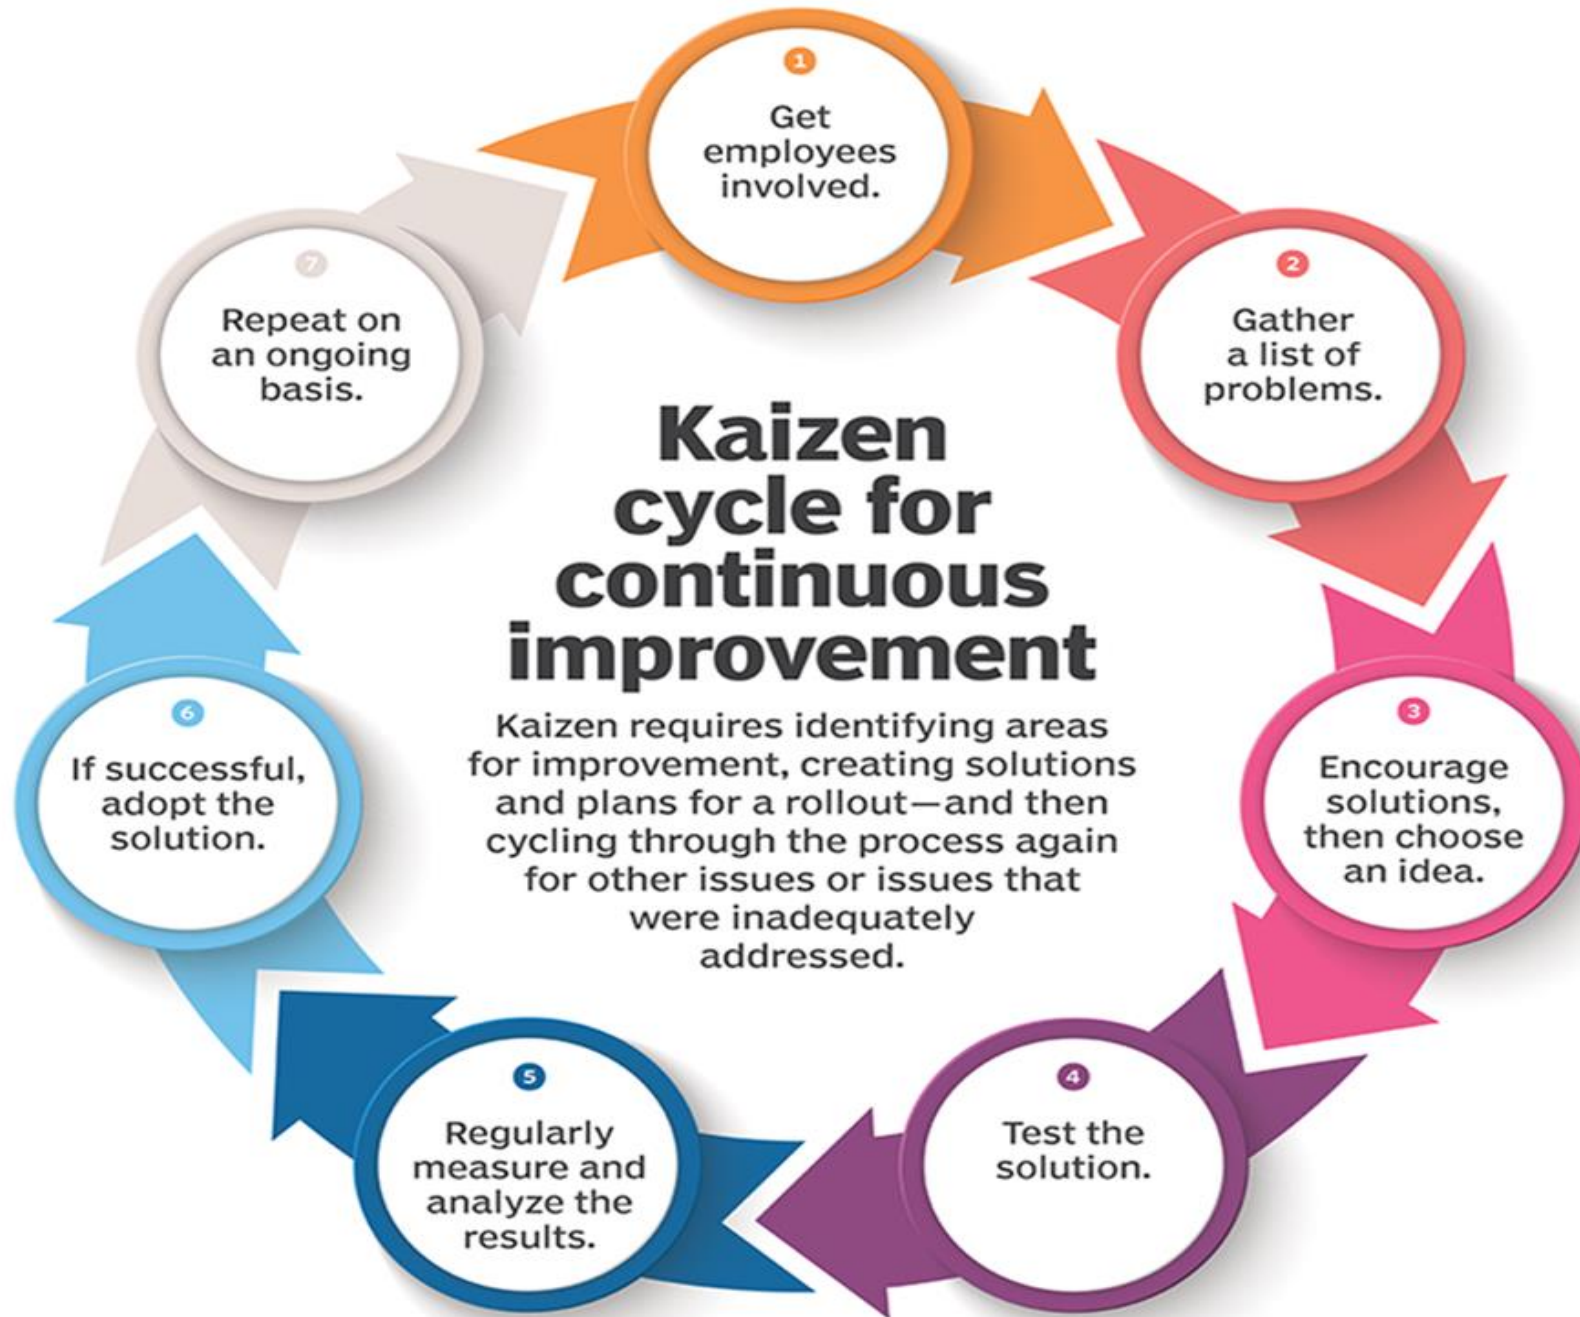 1
Get
employees
involved.
2
Gather
a list of
problems.
3
Encourage
solutions,
then choose
an idea.
4
Test the
solution.
5
Regularly
measure and
analyze the
results.
6
If successful,
adopt the
solution.
7
Repeat on
an ongoing
basis.
Kaizen
cycle for
continuous
improvement
Kaizen requires identifying areas
for improvement, creating solutions
and plans for a rollout—and then
cycling through the process again
for other issues or issues that
were inadequately
addressed.